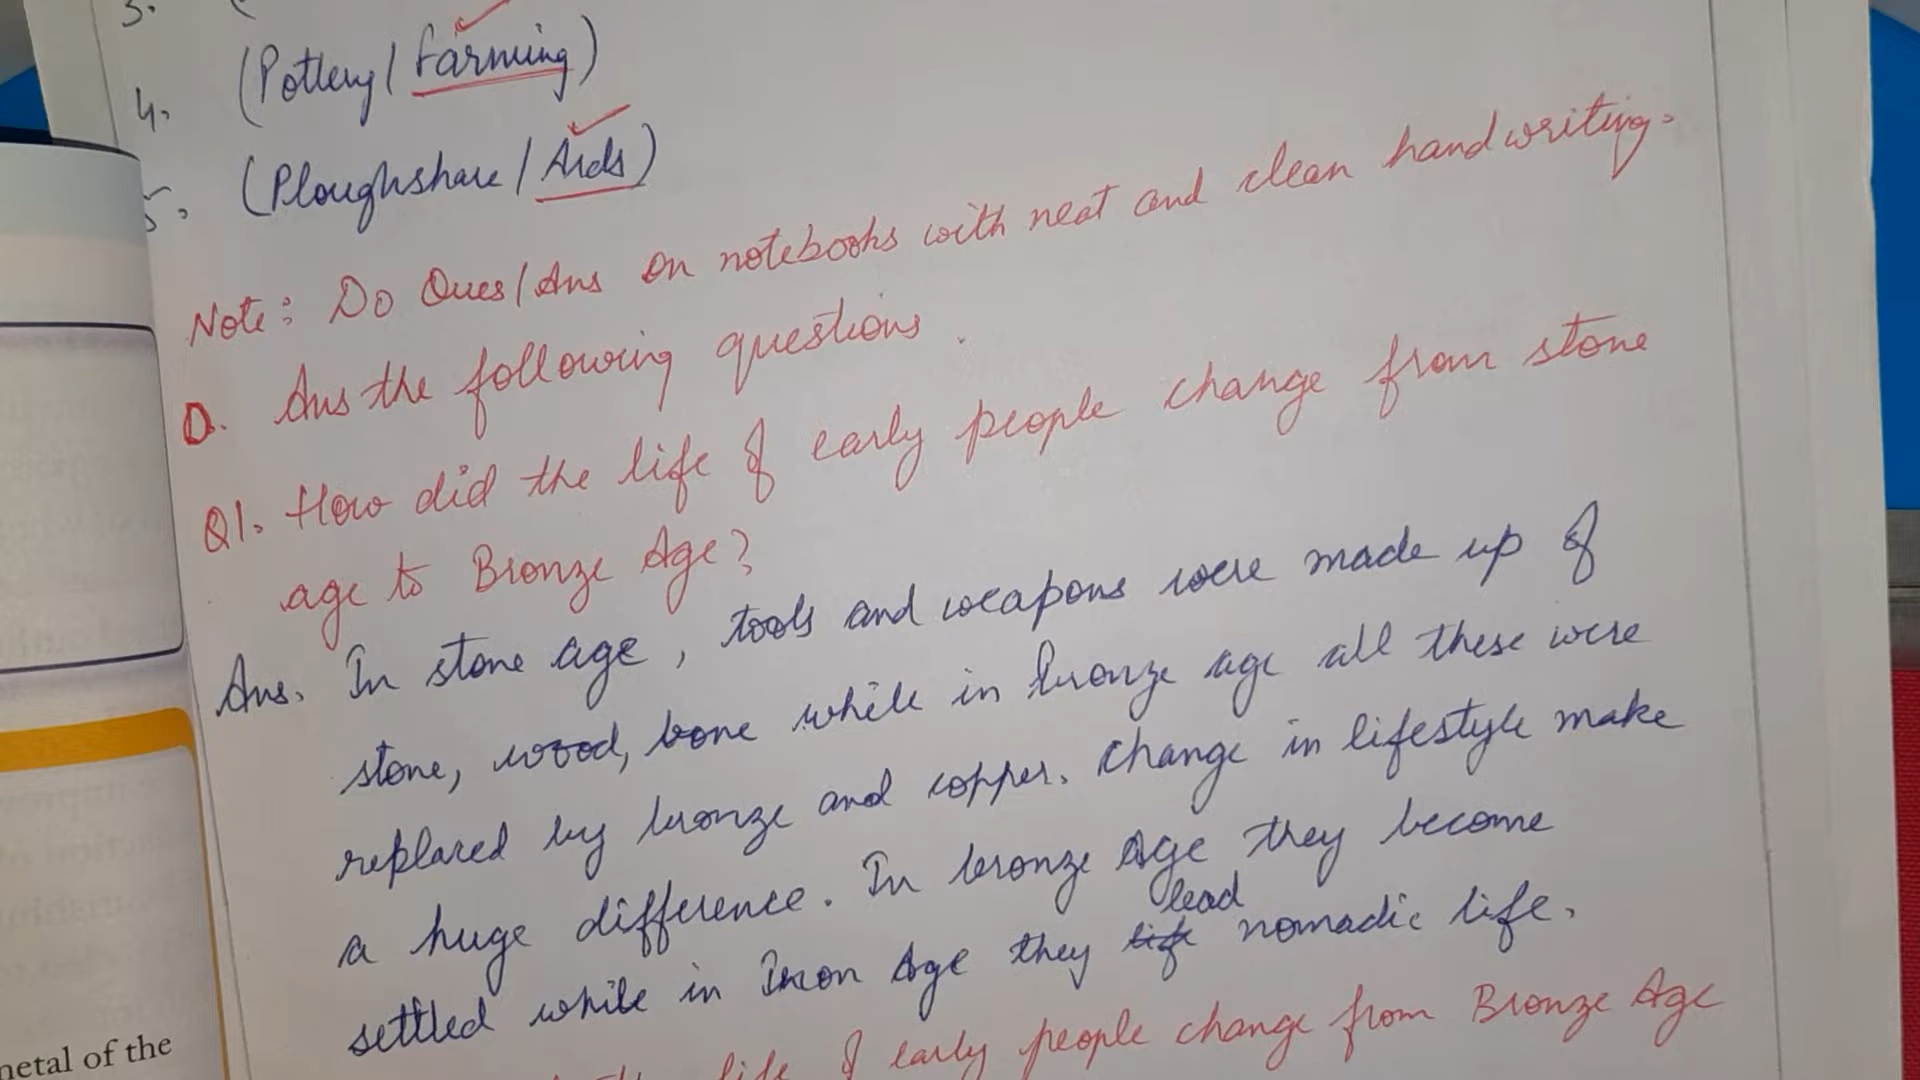 3.
4. (Pottery/Farming)
5. (Ploughshare/Ards)
Note: Do Ques/Ans on notebooks with neat and clean handwriting.
D. Ans the following questions.
Q1. How did the life of early people change from stone
age to Bronze Age?
Ans. In stone age, tools and weapons were made up of
stone, wood, bone while in bronze age all these were
replaced by bronze and copper. Change in lifestyle make
a huge difference. In bronze Age they become
settled while in Iron Age they lead nomadic life.
life of early people change from Bronze Age
metal of the